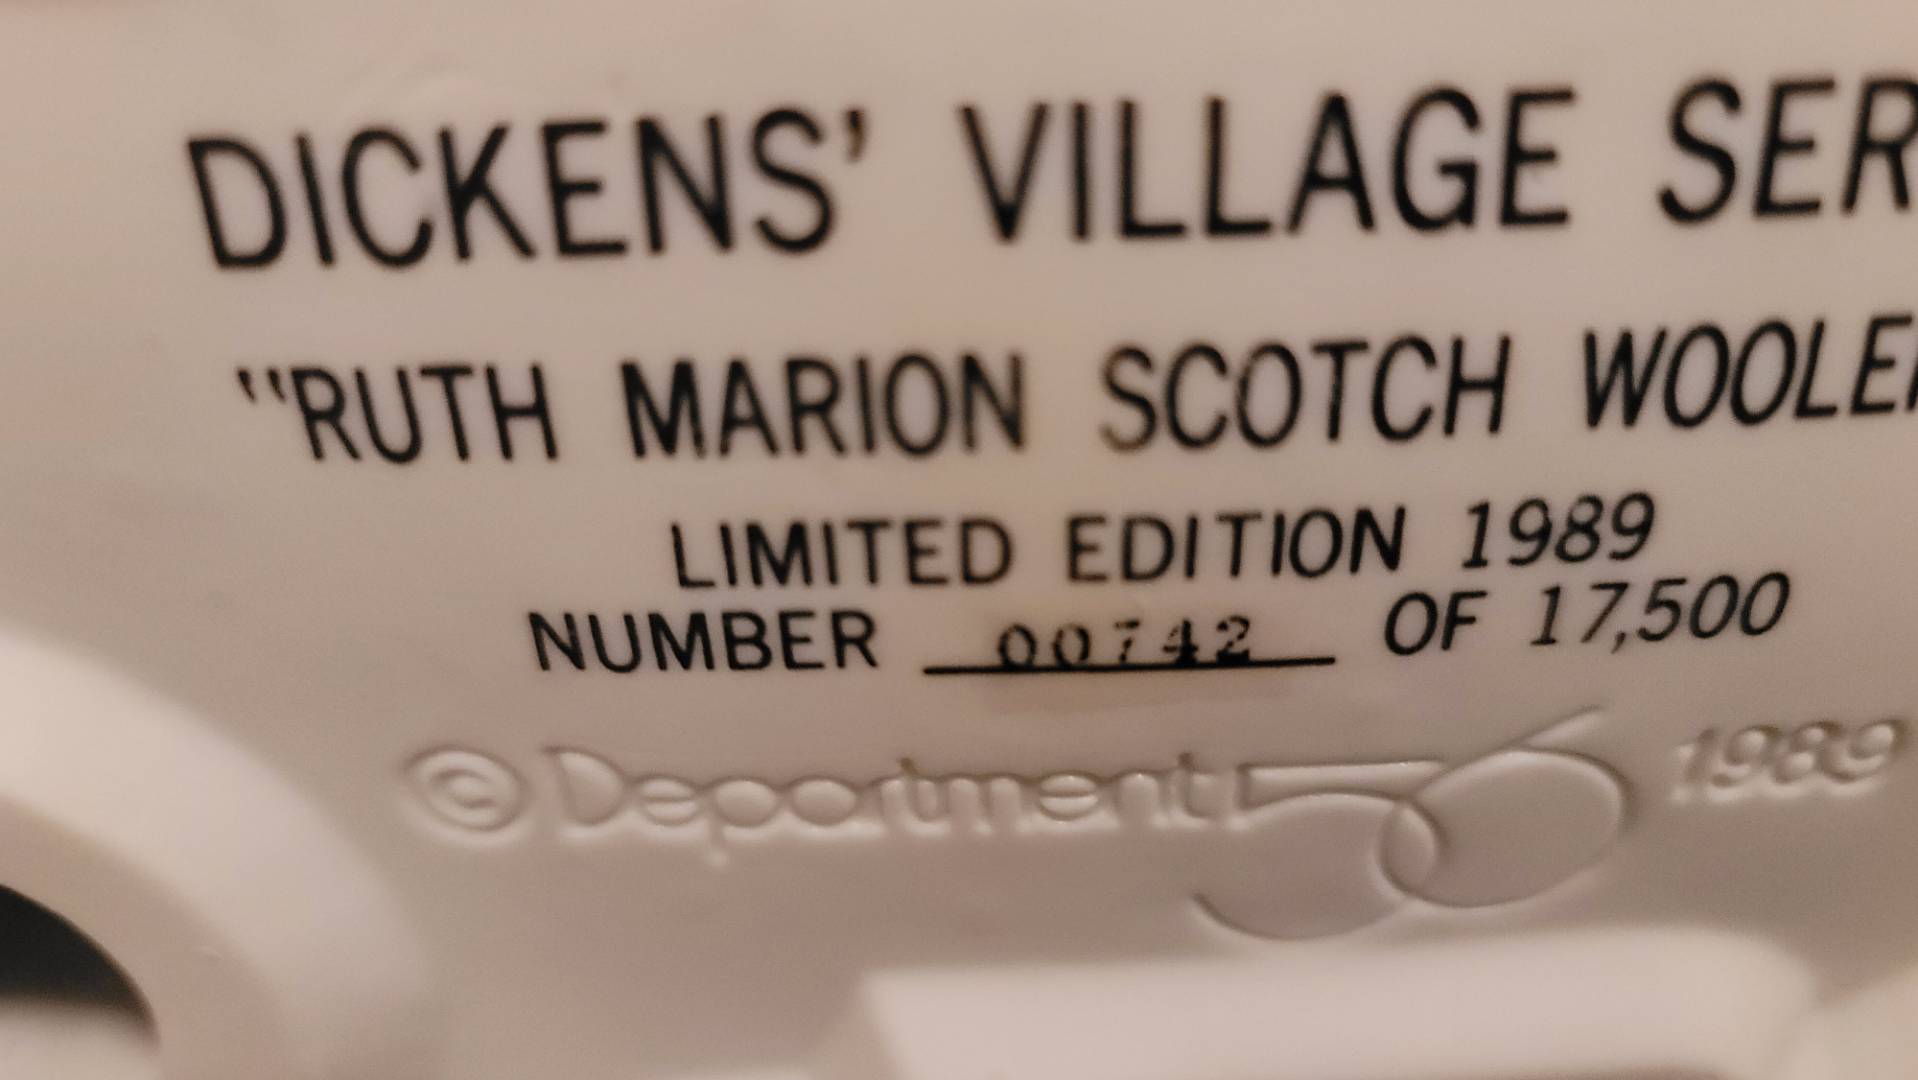 DICKENS' VILLAGE SER
"RUTH MARION SCOTCH WOOLE
LIMITED EDITION 1989
NUMBER 00742 OF 17,500
© Department 56 1989